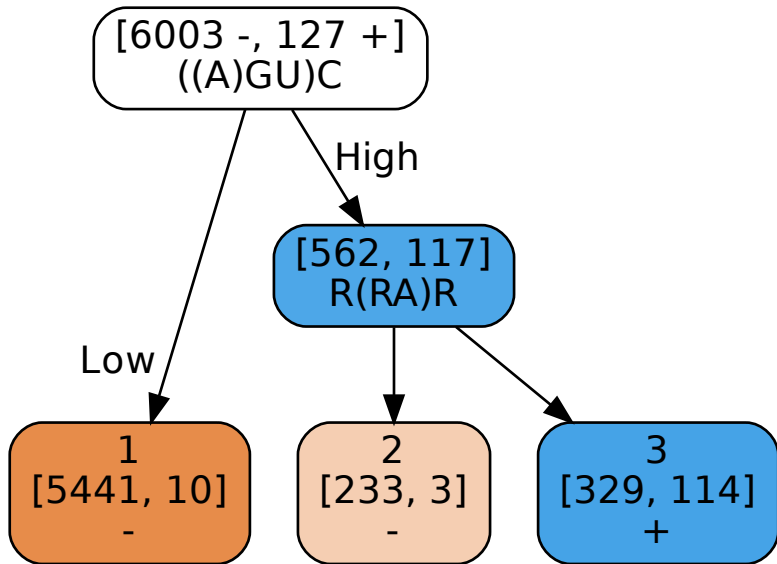 [6003 -, 127 +]
((A)GU)C
High
[562, 117]
R(RA)R
Low
1
[5441, 10]
-
2
[233, 3]
-
3
[329, 114]
+